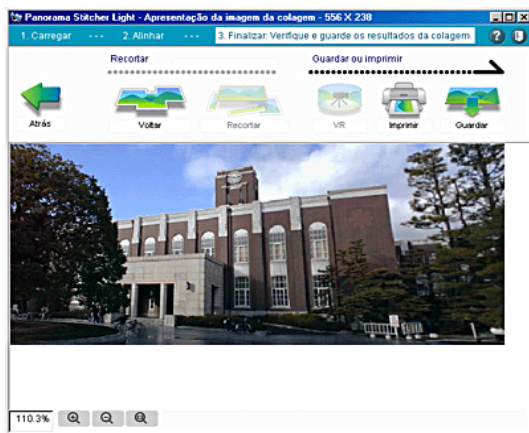 Panorama Stitcher Light - Apresentação da imagem da colagem - 556 X 238
1. Carregar --- 2. Alinhar --- 3. Finalizar: Verifique e guarde os resultados da colagem.
Recortar Guardar ou imprimir
Atrás Voltar Recortar VR Imprimir Guardar
110.3%